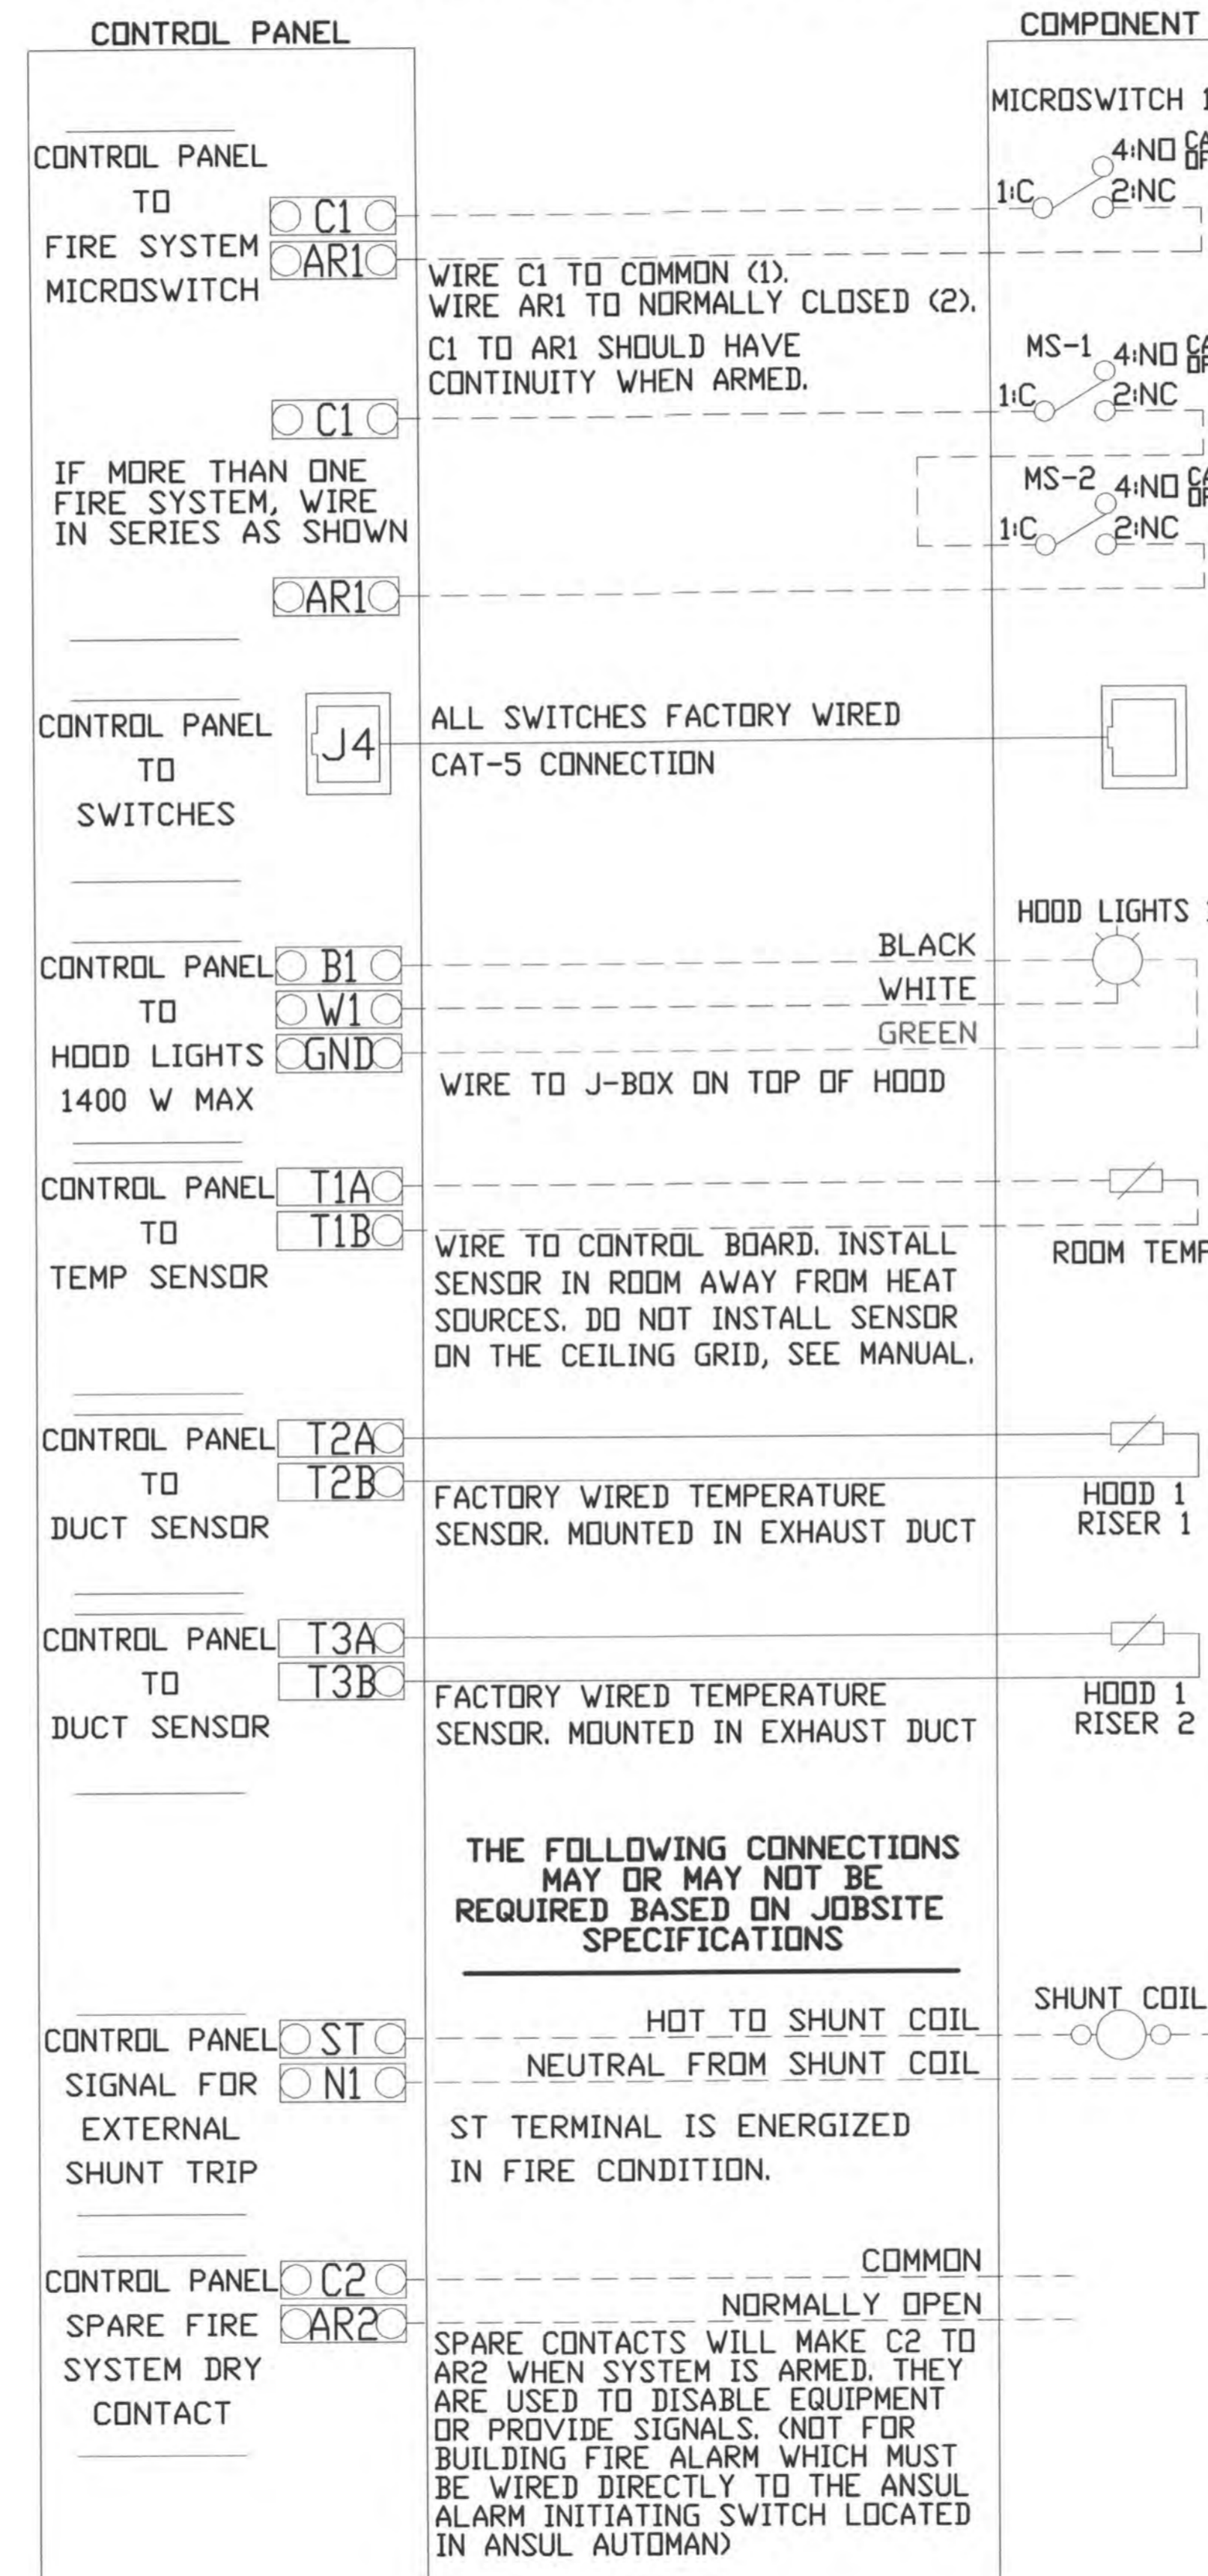 CONTROL PANEL
COMPONENT
MICROSWITCH 1
CONTROL PANEL
TO
FIRE SYSTEM
MICROSWITCH
C1
AR1
4:NO
1:C
2:NC
WIRE C1 TO COMMON (1).
WIRE AR1 TO NORMALLY CLOSED (2).
C1 TO AR1 SHOULD HAVE
CONTINUITY WHEN ARMED.
MS-1
4:NO
1:C
2:NC
C1
IF MORE THAN ONE
FIRE SYSTEM, WIRE
IN SERIES AS SHOWN
MS-2
4:NO
1:C
2:NC
AR1
CONTROL PANEL
TO
SWITCHES
J4
ALL SWITCHES FACTORY WIRED
CAT-5 CONNECTION
HOOD LIGHTS
CONTROL PANEL
TO
HOOD LIGHTS
1400 W MAX
B1
W1
GND
BLACK
WHITE
GREEN
WIRE TO J-BOX ON TOP OF HOOD
CONTROL PANEL
TO
TEMP SENSOR
T1A
T1B
WIRE TO CONTROL BOARD. INSTALL
SENSOR IN ROOM AWAY FROM HEAT
SOURCES. DO NOT INSTALL SENSOR
ON THE CEILING GRID, SEE MANUAL.
ROOM TEMP
CONTROL PANEL
TO
DUCT SENSOR
T2A
T2B
FACTORY WIRED TEMPERATURE
SENSOR. MOUNTED IN EXHAUST DUCT
HOOD 1
RISER 1
CONTROL PANEL
TO
DUCT SENSOR
T3A
T3B
FACTORY WIRED TEMPERATURE
SENSOR. MOUNTED IN EXHAUST DUCT
HOOD 1
RISER 2
THE FOLLOWING CONNECTIONS
MAY OR MAY NOT BE
REQUIRED BASED ON JOBSITE
SPECIFICATIONS
CONTROL PANEL
SIGNAL FOR
EXTERNAL
SHUNT TRIP
ST
N1
HOT TO SHUNT COIL
NEUTRAL FROM SHUNT COIL
SHUNT COIL
ST TERMINAL IS ENERGIZED
IN FIRE CONDITION.
CONTROL PANEL
SPARE FIRE
SYSTEM DRY
CONTACT
C2
AR2
COMMON
NORMALLY OPEN
SPARE CONTACTS WILL MAKE C2 TO
AR2 WHEN SYSTEM IS ARMED. THEY
ARE USED TO DISABLE EQUIPMENT
OR PROVIDE SIGNALS. (NOT FOR
BUILDING FIRE ALARM WHICH MUST
BE WIRED DIRECTLY TO THE ANSUL
ALARM INITIATING SWITCH LOCATED
IN ANSUL AUTOMAN)